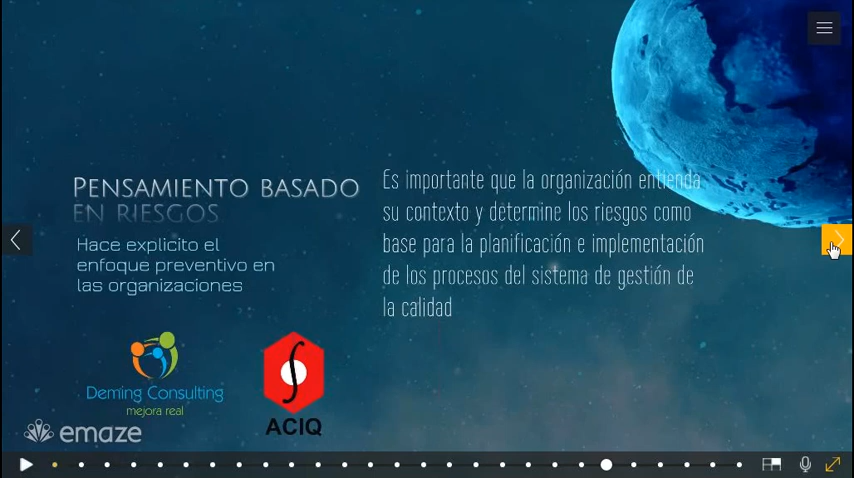 PENSAMIENTO BASADO
EN RIESGOS
Hace explicito el
enfoque preventivo en
las organizaciones
Es importante que la organización entienda
su contexto y determine los riesgos como
base para la planificación e implementación
de los procesos del sistema de gestión de
la calidad
Deming Consulting
mejora real
ACIQ
emaze